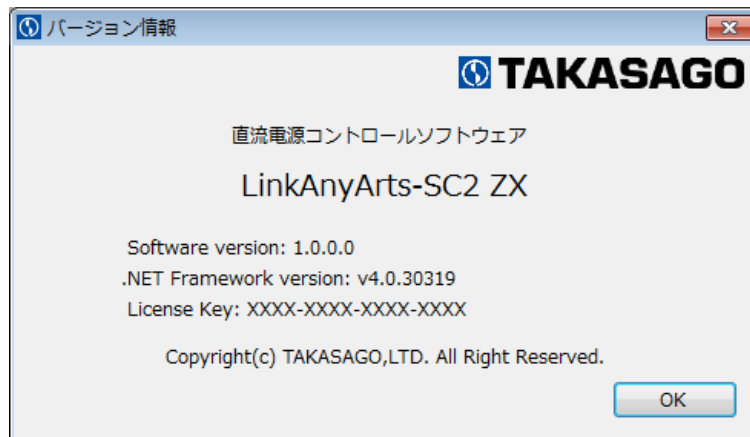 バージョン情報
TAKASAGO
直流電源コントロールソフトウェア
LinkAnyArts-SC2 ZX
Software version: 1.0.0.0
.NET Framework version: v4.0.30319
License Key: XXXX-XXXX-XXXX-XXXX
Copyright(c) TAKASAGO,LTD. All Right Reserved.
OK